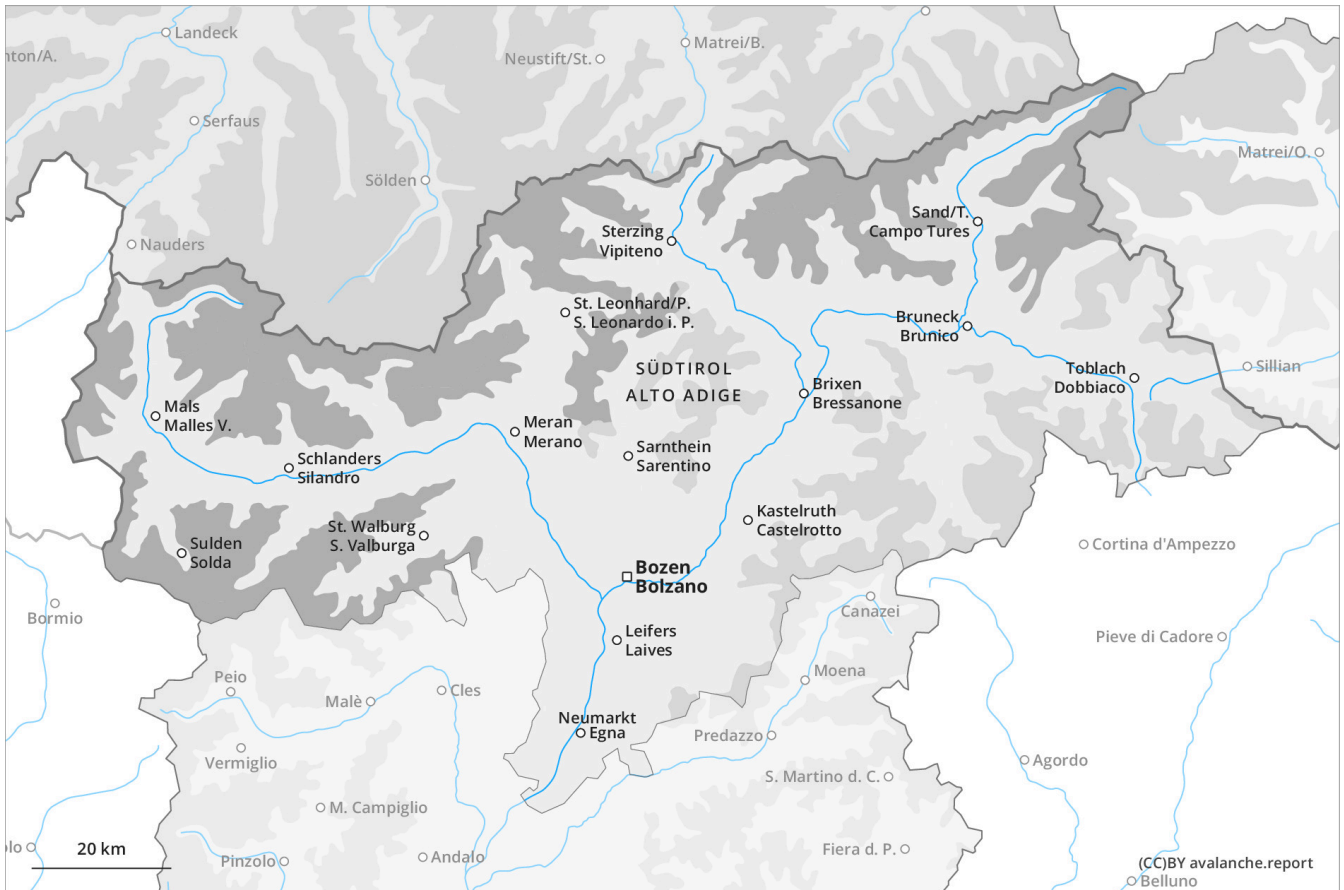 Landeck
Matrei/B.
nton/A.
Neustift/St.
Serfaus
Matrei/O.
Sölden
Sand/T.
Campo Tures
Sterzing
Vipiteno
Nauders
St. Leonhard/P.
S. Leonardo i. P.
Bruneck
Brunico
SÜDTIROL
ALTO ADIGE
Toblach
Dobbiaco
Sillian
Brixen
Bressanone
Mals
Malles V.
Meran
Merano
Schlanders
Silandro
Sarnthein
Sarentino
Kastelruth
Castelrotto
St. Walburg
S. Valburga
Sulden
Solda
Cortina d'Ampezzo
Bozen
Bolzano
Bormio
Canazei
Leifers
Laives
Pieve di Cadore
Peio
Malè
Cles
Moena
Neumarkt
Egna
Predazzo
Vermiglio
Agordo
S. Martino d. C.
M. Campiglio
20 km
Pinzolo
Andalo
Fiera d. P.
(CC)BY avalanche.report
Belluno